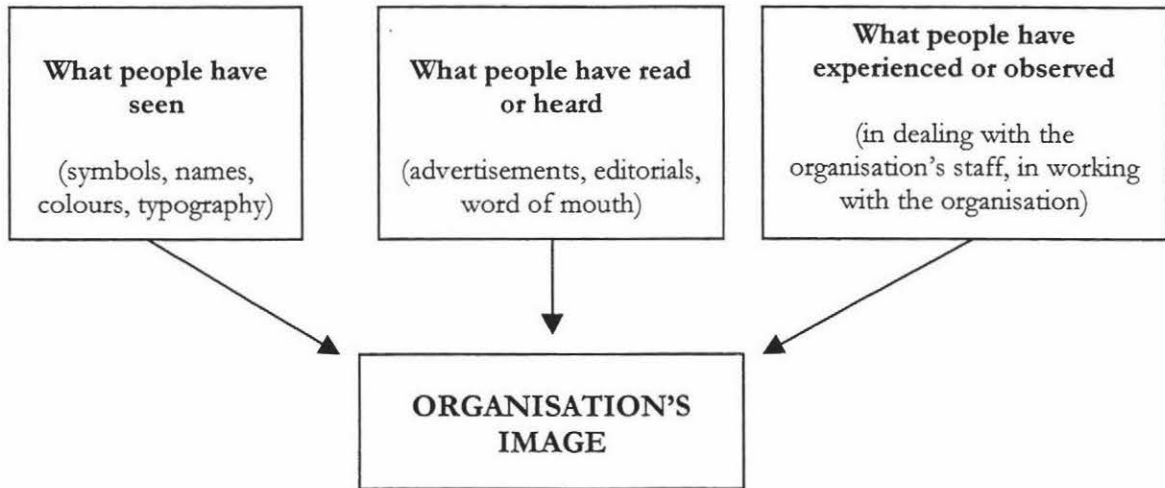 What people have
seen
(symbols, names,
colours, typography)
What people have read
or heard
(advertisements, editorials,
word of mouth)
What people have
experienced or observed
(in dealing with the
organisation's staff, in working
with the organisation)
ORGANISATION'S
IMAGE